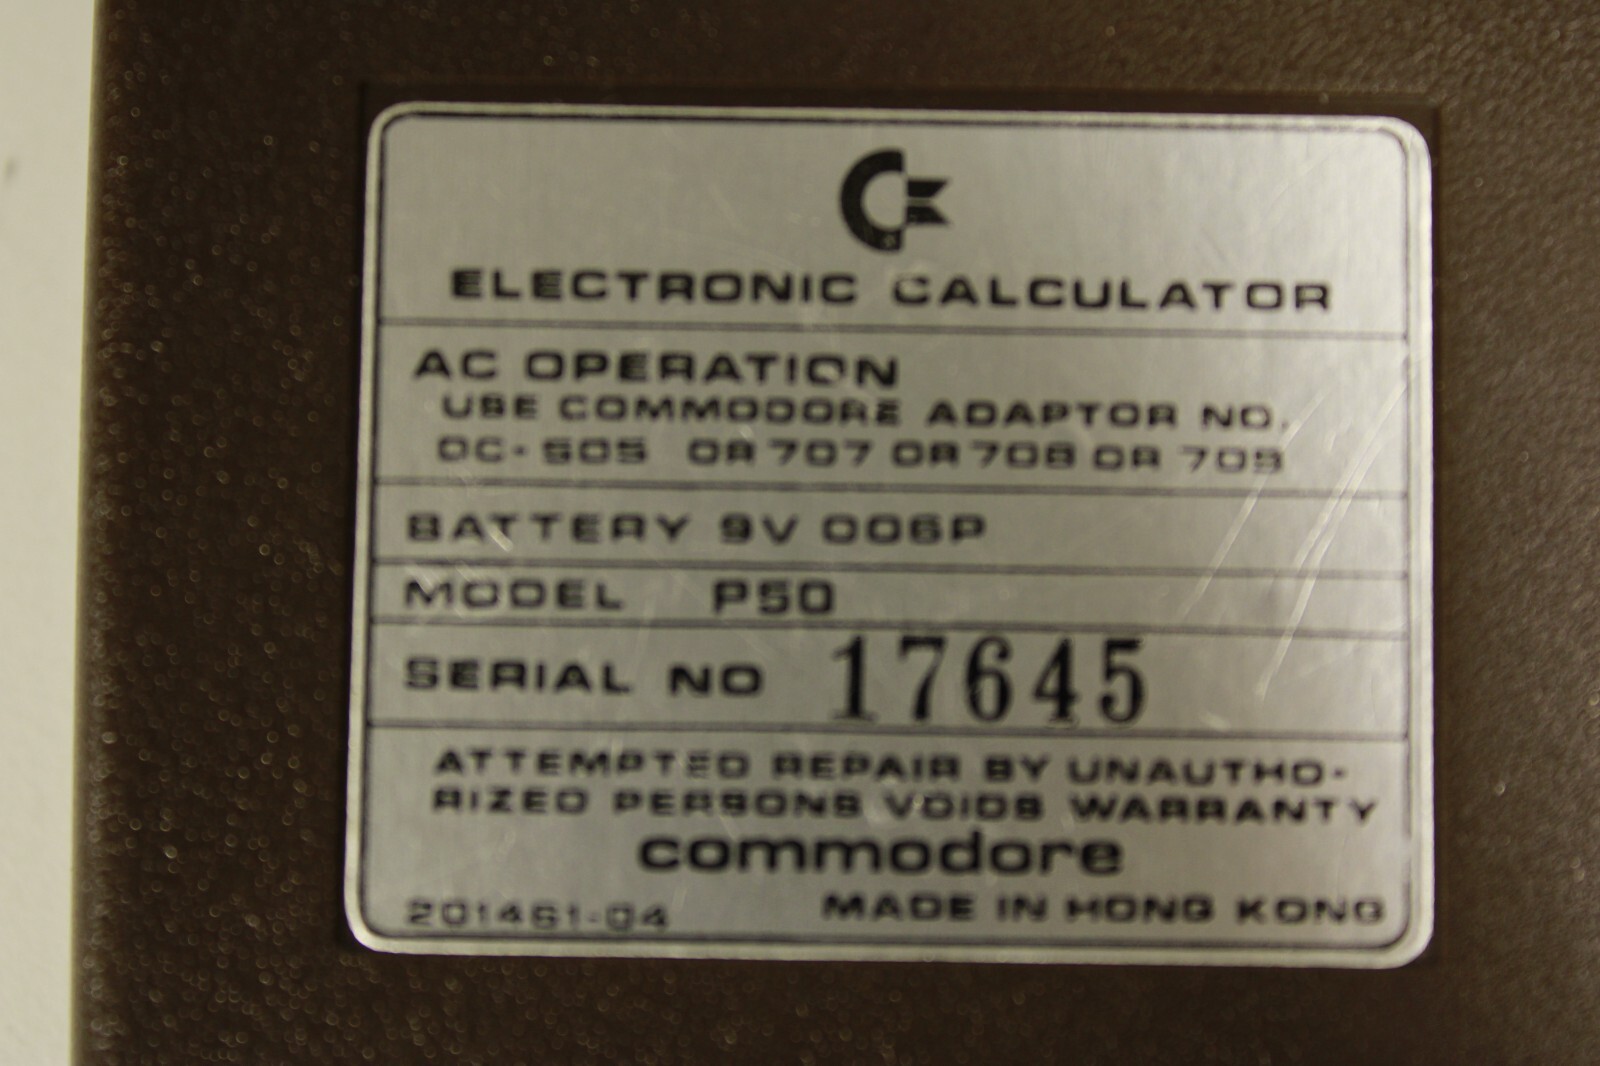 ELECTRONIC CALCULATOR
AC OPERATION
USE COMMODORE ADAPTOR NO.
DC-505 OR 707 OR 708 OR 709
BATTERY 9V 006P
MODEL P50
SERIAL NO 17645
ATTEMPTED REPAIR BY UNAUTHO-
RIZED PERSONS VOIDS WARRANTY
commodore
201461-04 MADE IN HONG KONG